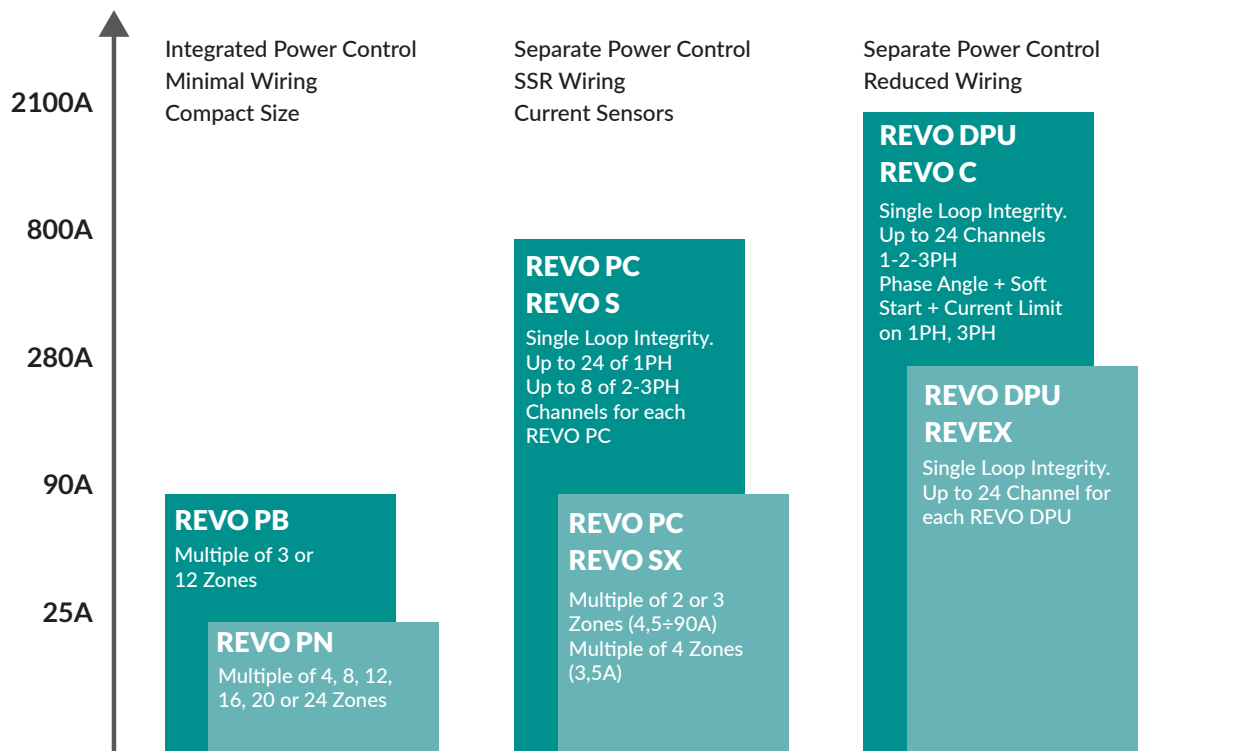 2100A
800A
280A
90A
25A
Integrated Power Control
Minimal Wiring
Compact Size
REVO PB
Multiple of 3 or
12 Zones
REVO PN
Multiple of 4, 8, 12,
16, 20 or 24 Zones
Separate Power Control
SSR Wiring
Current Sensors
REVO PC
REVO S
Single Loop Integrity.
Up to 24 of 1PH
Up to 8 of 2-3PH
Channels for each
REVO PC
REVO PC
REVO SX
Multiple of 2 or 3
Zones (4,5÷90A)
Multiple of 4 Zones
(3,5A)
Separate Power Control
Reduced Wiring
REVO DPU
REVO C
Single Loop Integrity.
Up to 24 Channels
1-2-3PH
Phase Angle + Soft
Start + Current Limit
on 1PH, 3PH
REVO DPU
REVEX
Single Loop Integrity.
Up to 24 Channel for
each REVO DPU